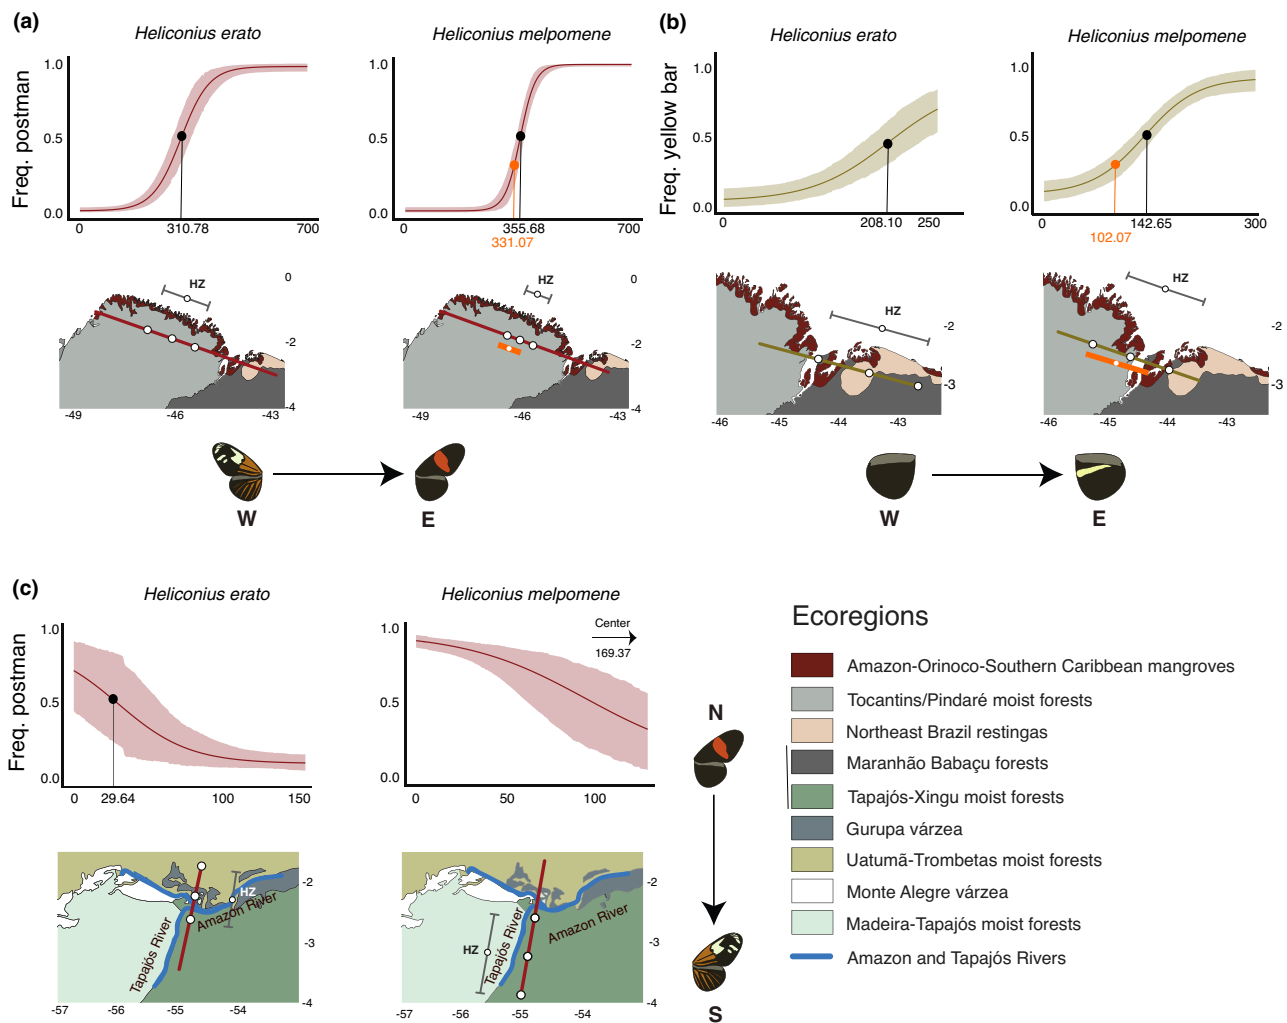 (a)
Heliconius erato
Heliconius melpomene
Freq. postman
1.0
0.5
0.0
0
310.78
700
1.0
0.5
0.0
0
355.68
700
331.07
HZ
0
-2
-4
-49
-46
-43
HZ
0
-2
-4
-49
-46
-43
W
E
(b)
Heliconius erato
Heliconius melpomene
Freq. yellow bar
1.0
0.5
0.0
0
208.10
250
1.0
0.5
0.0
0
142.65
300
102.07
HZ
-2
-3
-46
-45
-44
-43
HZ
-2
-3
-46
-45
-44
-43
W
E
(c)
Heliconius erato
Heliconius melpomene
Freq. postman
1.0
0.5
0.0
0
29.64
100
150
1.0
0.5
0.0
0
50
100
Center
169.37
HZ
Amazon River
Tapajós River
-2
-3
-4
-57
-56
-55
-54
HZ
Tapajós River
Amazon River
-2
-3
-4
-57
-56
-55
-54
N
S
Ecoregions
Amazon-Orinoco-Southern Caribbean mangroves
Tocantins/Pindaré moist forests
Northeast Brazil restingas
Maranhão Babaçu forests
Tapajós-Xingu moist forests
Gurupa várzea
Uatumã-Trombetas moist forests
Monte Alegre várzea
Madeira-Tapajós moist forests
Amazon and Tapajós Rivers